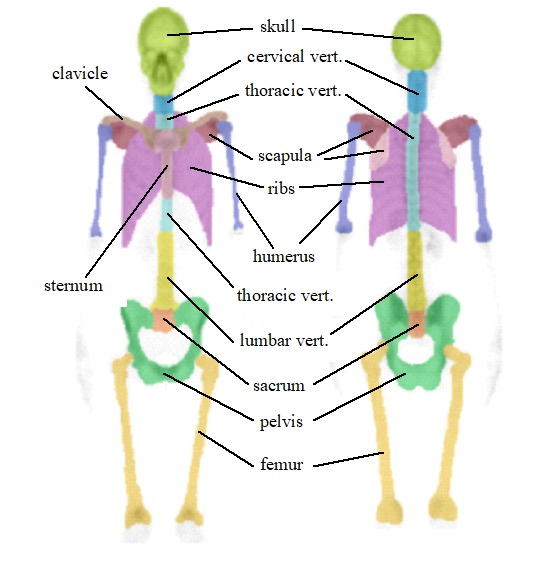 skull
cervical vert.
clavicle
thoracic vert.
scapula
ribs
humerus
sternum
thoracic vert.
lumbar vert.
sacrum
pelvis
femur